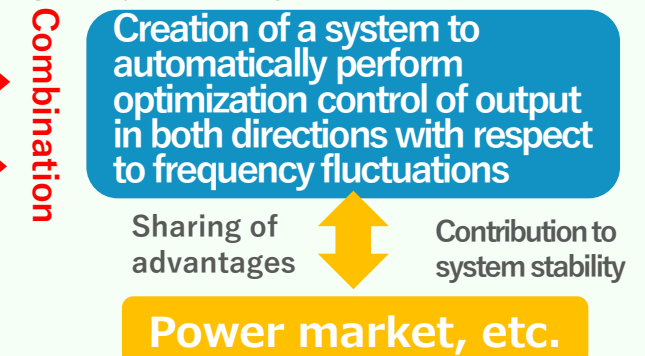 Combination
Creation of a system to
automatically perform
optimization control of output
in both directions with respect
to frequency fluctuations
Sharing of
advantages
Contribution to
system stability
Power market, etc.